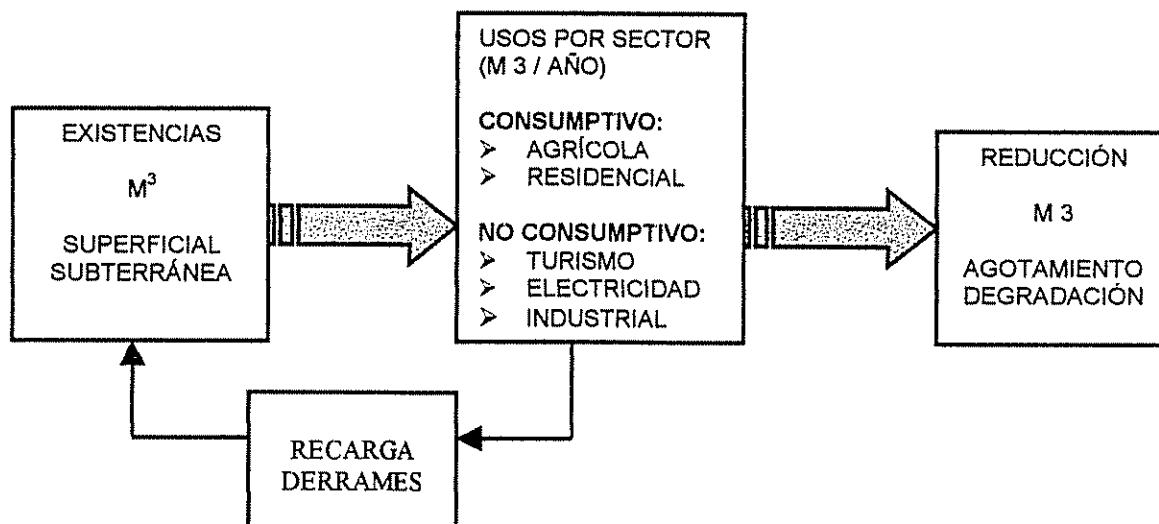 EXISTENCIAS
M³
SUPERFICIAL
SUBTERRÁNEA
USOS POR SECTOR
(M 3 / AÑO)
CONSUMPTIVO:
➢ AGRÍCOLA
➢ RESIDENCIAL
NO CONSUMPTIVO:
➢ TURISMO
➢ ELECTRICIDAD
➢ INDUSTRIAL
REDUCCIÓN
M 3
AGOTAMIENTO
DEGRADACIÓN
RECARGA
DERRAMES